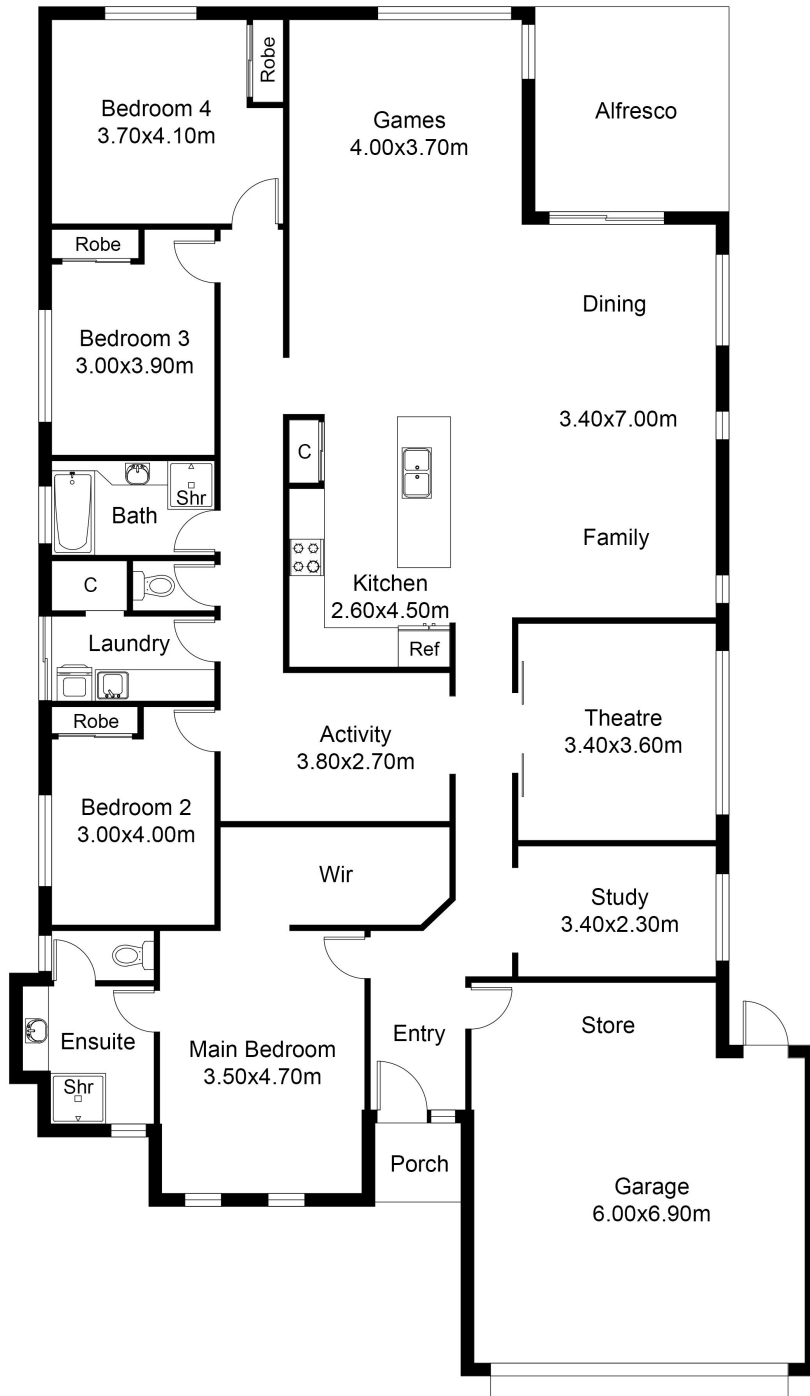 Robe
Bedroom 4
3.70x4.10m
Games
4.00x3.70m
Alfresco
Robe
Bedroom 3
3.00x3.90m
Dining
3.40x7.00m
C
Shr
Bath
Family
C
Kitchen
2.60x4.50m
Laundry
Ref
Robe
Activity
3.80x2.70m
Theatre
3.40x3.60m
Bedroom 2
3.00x4.00m
Wir
Study
3.40x2.30m
Ensuite
Main Bedroom
3.50x4.70m
Entry
Store
Shr
Porch
Garage
6.00x6.90m